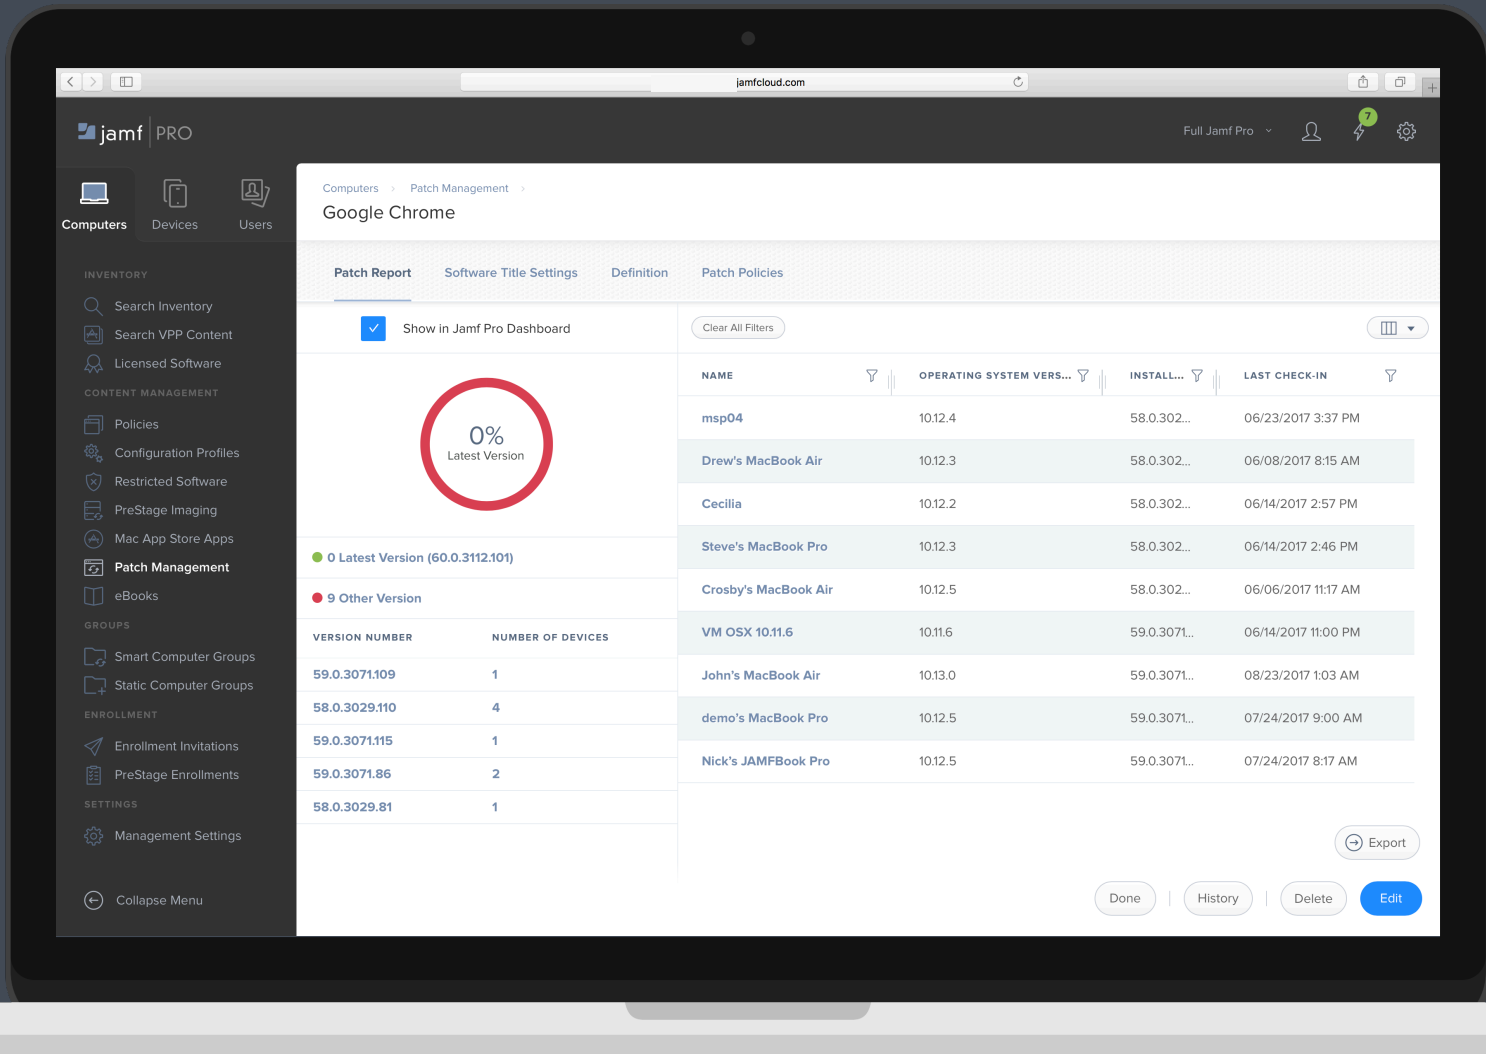 jamfcloud.com
jamf PRO
Full Jamf Pro
7
Computers
Devices
Users
INVENTORY
Search Inventory
Search VPP Content
Licensed Software
CONTENT MANAGEMENT
Policies
Configuration Profiles
Restricted Software
PreStage Imaging
Mac App Store Apps
Patch Management
eBooks
GROUPS
Smart Computer Groups
Static Computer Groups
ENROLLMENT
Enrollment Invitations
PreStage Enrollments
SETTINGS
Management Settings
Collapse Menu
Computers Patch Management
Google Chrome
Patch Report Software Title Settings Definition Patch Policies
Show in Jamf Pro Dashboard
0%
Latest Version
0 Latest Version (60.0.3112.101)
9 Other Version
VERSION NUMBER NUMBER OF DEVICES
59.0.3071.109 1
58.0.3029.110 4
59.0.3071.115 1
59.0.3071.86 2
58.0.3029.81 1
Clear All Filters
NAME OPERATING SYSTEM VERS... INSTALL... LAST CHECK-IN
msp04 10.12.4 58.0.302... 06/23/2017 3:37 PM
Drew's MacBook Air 10.12.3 58.0.302... 06/08/2017 8:15 AM
Cecilia 10.12.2 58.0.302... 06/14/2017 2:57 PM
Steve's MacBook Pro 10.12.3 58.0.302... 06/14/2017 2:46 PM
Crosby's MacBook Air 10.12.5 58.0.302... 06/06/2017 11:17 AM
VM OSX 10.11.6 10.11.6 59.0.3071... 06/14/2017 11:00 PM
John's MacBook Air 10.13.0 59.0.3071... 08/23/2017 1:03 AM
demo's MacBook Pro 10.12.5 59.0.3071... 07/24/2017 9:00 AM
Nick's JAMFBook Pro 10.12.5 59.0.3071... 07/24/2017 8:17 AM
Export
Done History Delete Edit